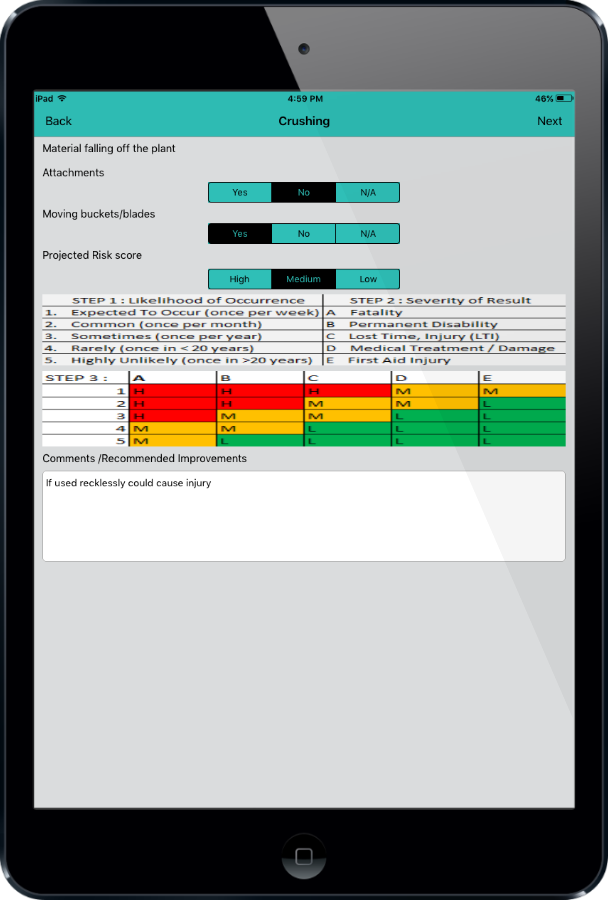 iPad 4:59 PM 46%
Back Crushing Next
Material falling off the plant
Attachments
Yes No N/A
Moving buckets/blades
Yes No N/A
Projected Risk score
High Medium Low
STEP 1 : Likelihood of Occurrence STEP 2 : Severity of Result
1. Expected To Occur (once per week) A Fatality
2. Common (once per month) B Permanent Disability
3. Sometimes (once per year) C Lost Time, Injury (LTI)
4. Rarely (once in < 20 years) D Medical Treatment / Damage
5. Highly Unlikely (once in >20 years) E First Aid Injury
STEP 3 : A B C D E
1 H H H M M
2 H H M M L
3 H M M L L
4 M M L L L
5 M L L L L
Comments /Recommended Improvements
If used recklessly could cause injury